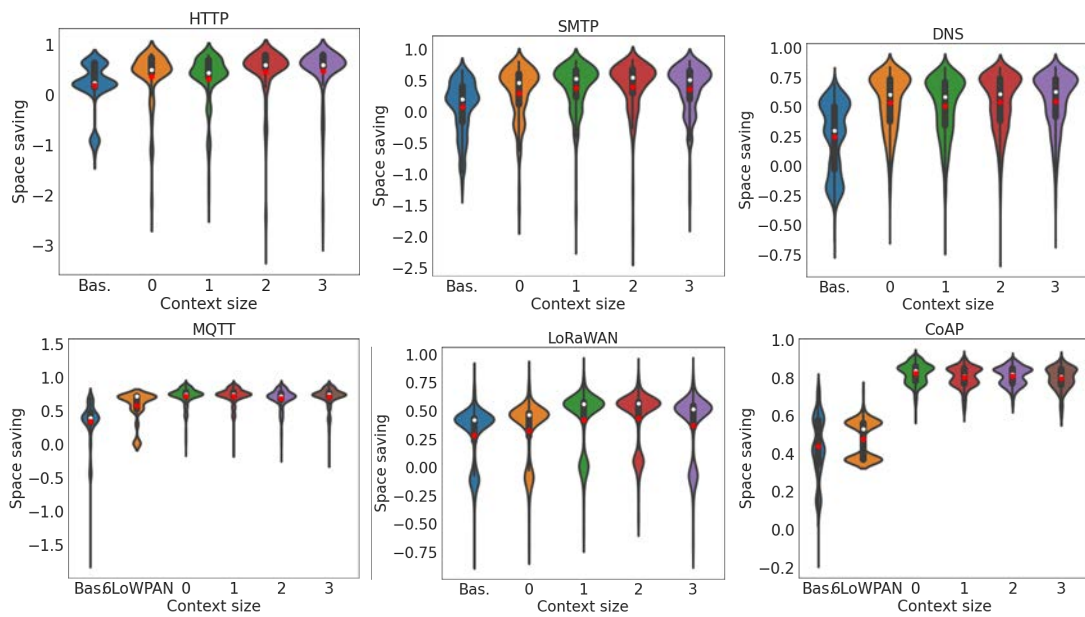 HTTP
1
0
−1
−2
−3
Space saving
Bas. 0 1 2 3
Context size
SMTP
1.0
0.5
0.0
−0.5
−1.0
−1.5
−2.0
−2.5
Space saving
Bas. 0 1 2 3
Context size
DNS
1.00
0.75
0.50
0.25
0.00
−0.25
−0.50
−0.75
Space saving
Bas. 0 1 2 3
Context size
MQTT
1.5
1.0
0.5
0.0
−0.5
−1.0
−1.5
Space saving
Bas. 6LoWPAN 0 1 2 3
Context size
LoRaWAN
1.00
0.75
0.50
0.25
0.00
−0.25
−0.50
−0.75
Space saving
Bas. 0 1 2 3
Context size
CoAP
1.0
0.8
0.6
0.4
0.2
0.0
−0.2
Space saving
Bas. 6LoWPAN 0 1 2 3
Context size